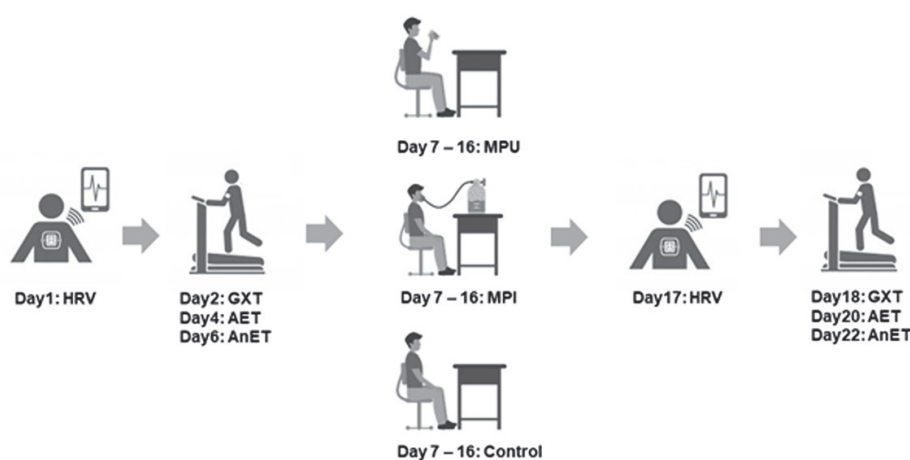 Day 7 – 16: MPU
Day1: HRV
Day2: GXT
Day4: AET
Day6: AnET
Day 7 – 16: MPI
Day17: HRV
Day18: GXT
Day20: AET
Day22: AnET
Day 7 – 16: Control